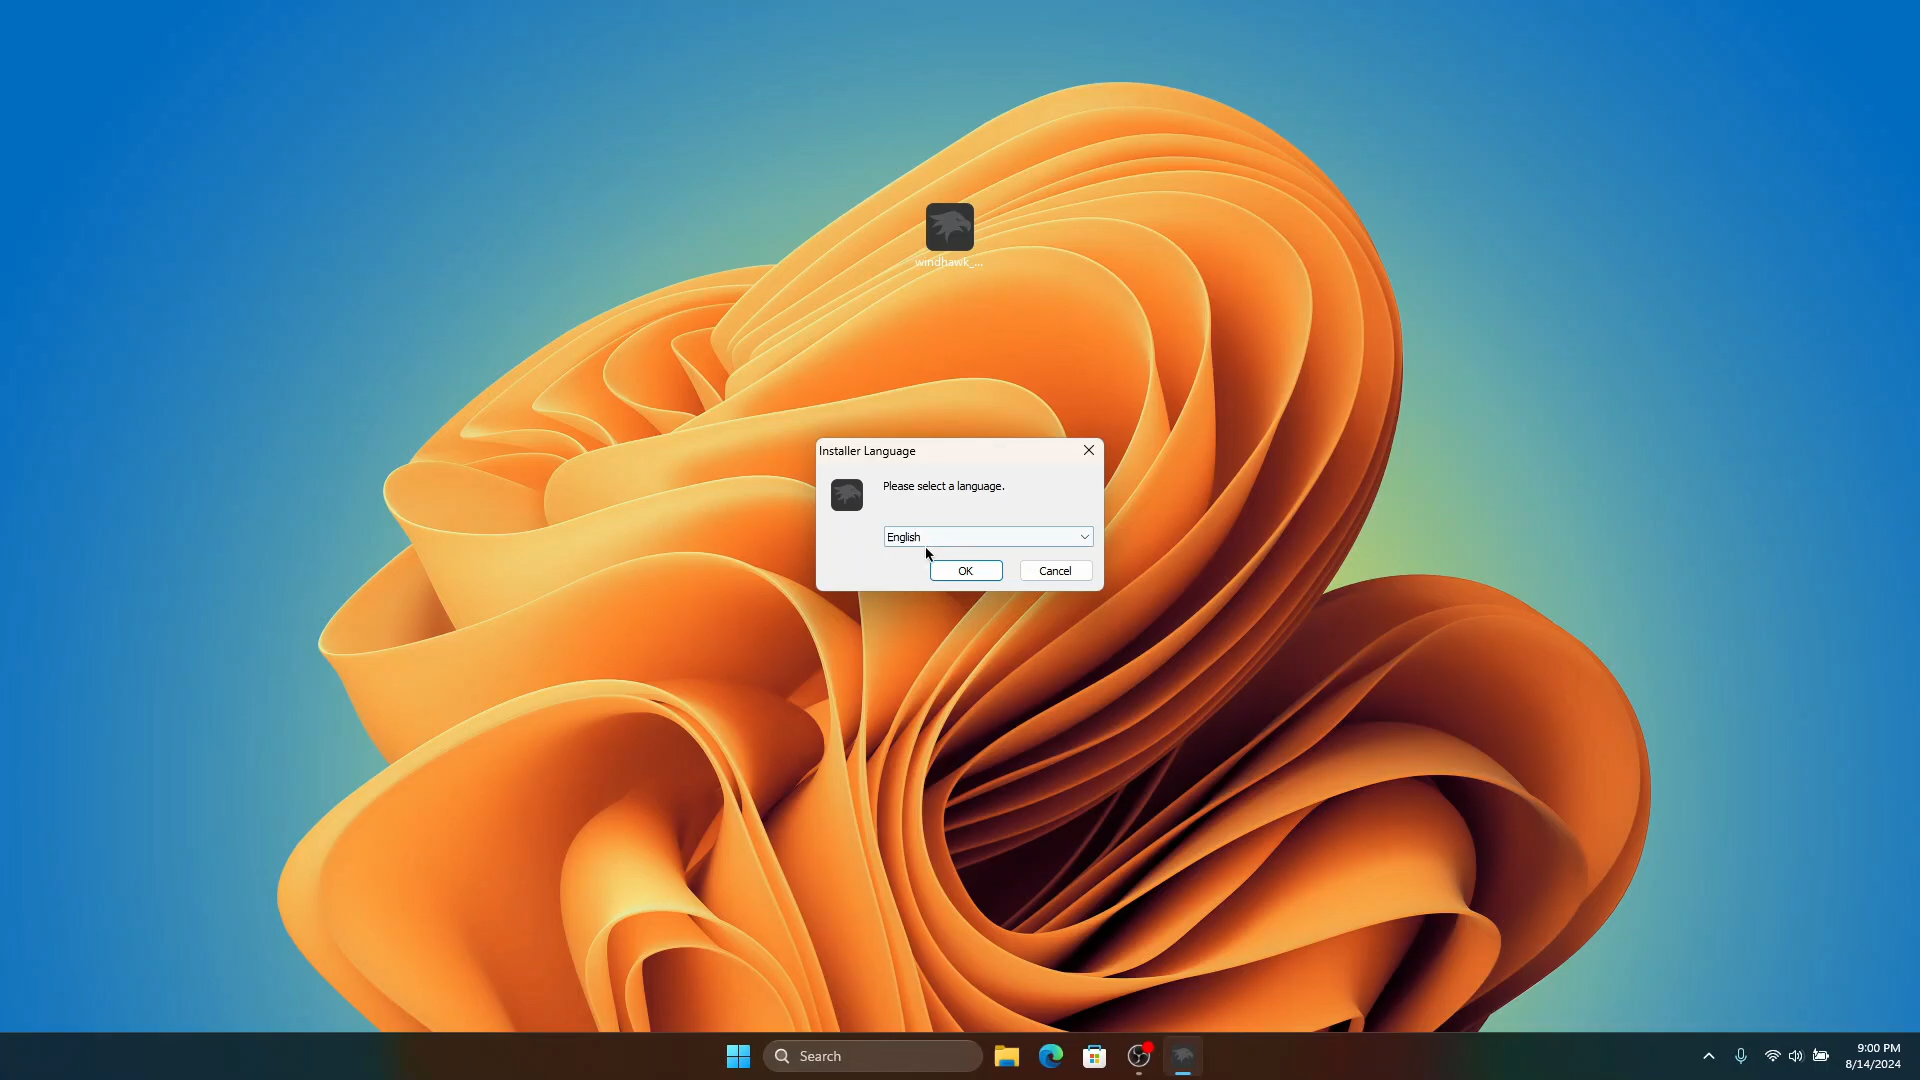 windhawk_...
Installer Language
Please select a language.
English
OK
Cancel
Search
9:00 PM
8/14/2024